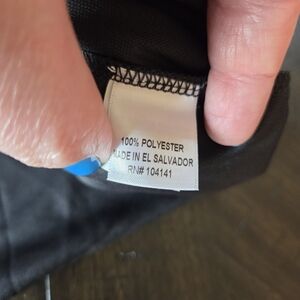 100% POLYESTER
MADE IN EL SALVADOR
RN# 104141